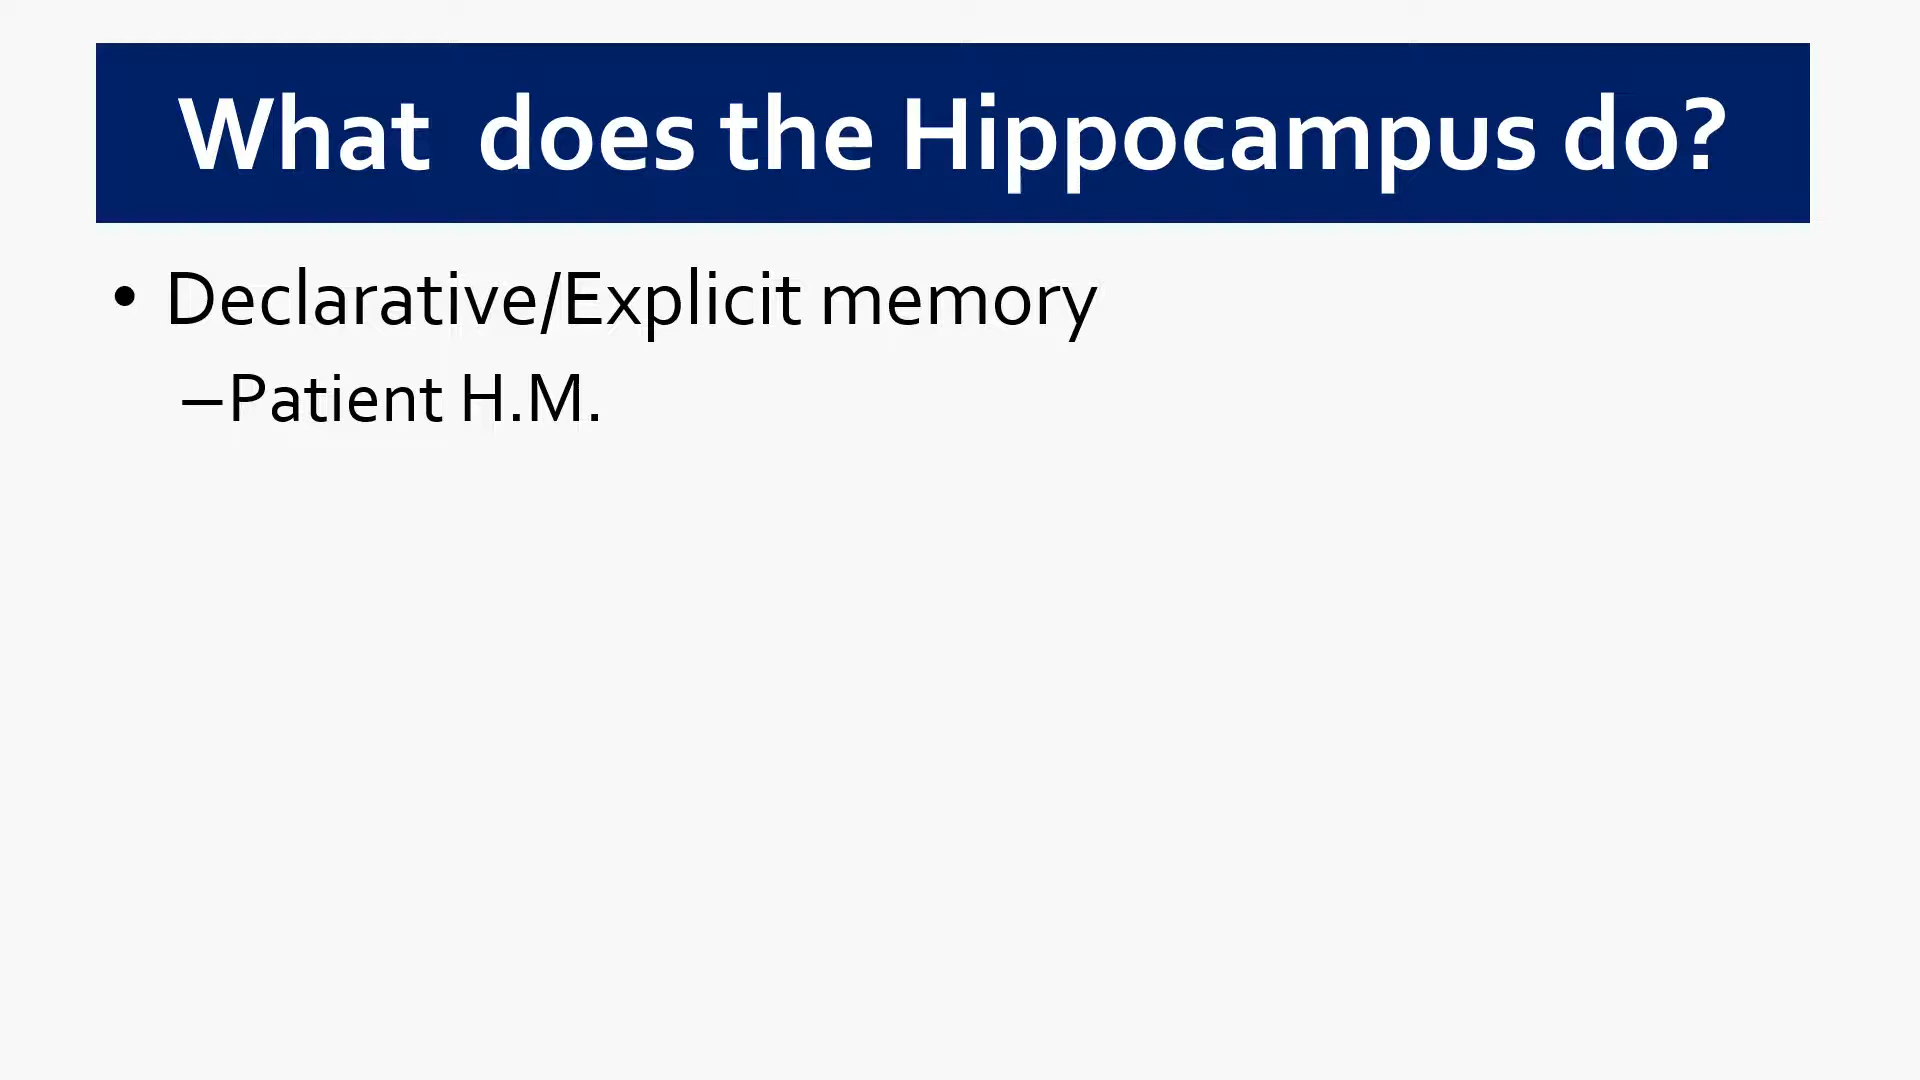 What  does the Hippocampus do?
• Declarative/Explicit memory
–Patient H.M.